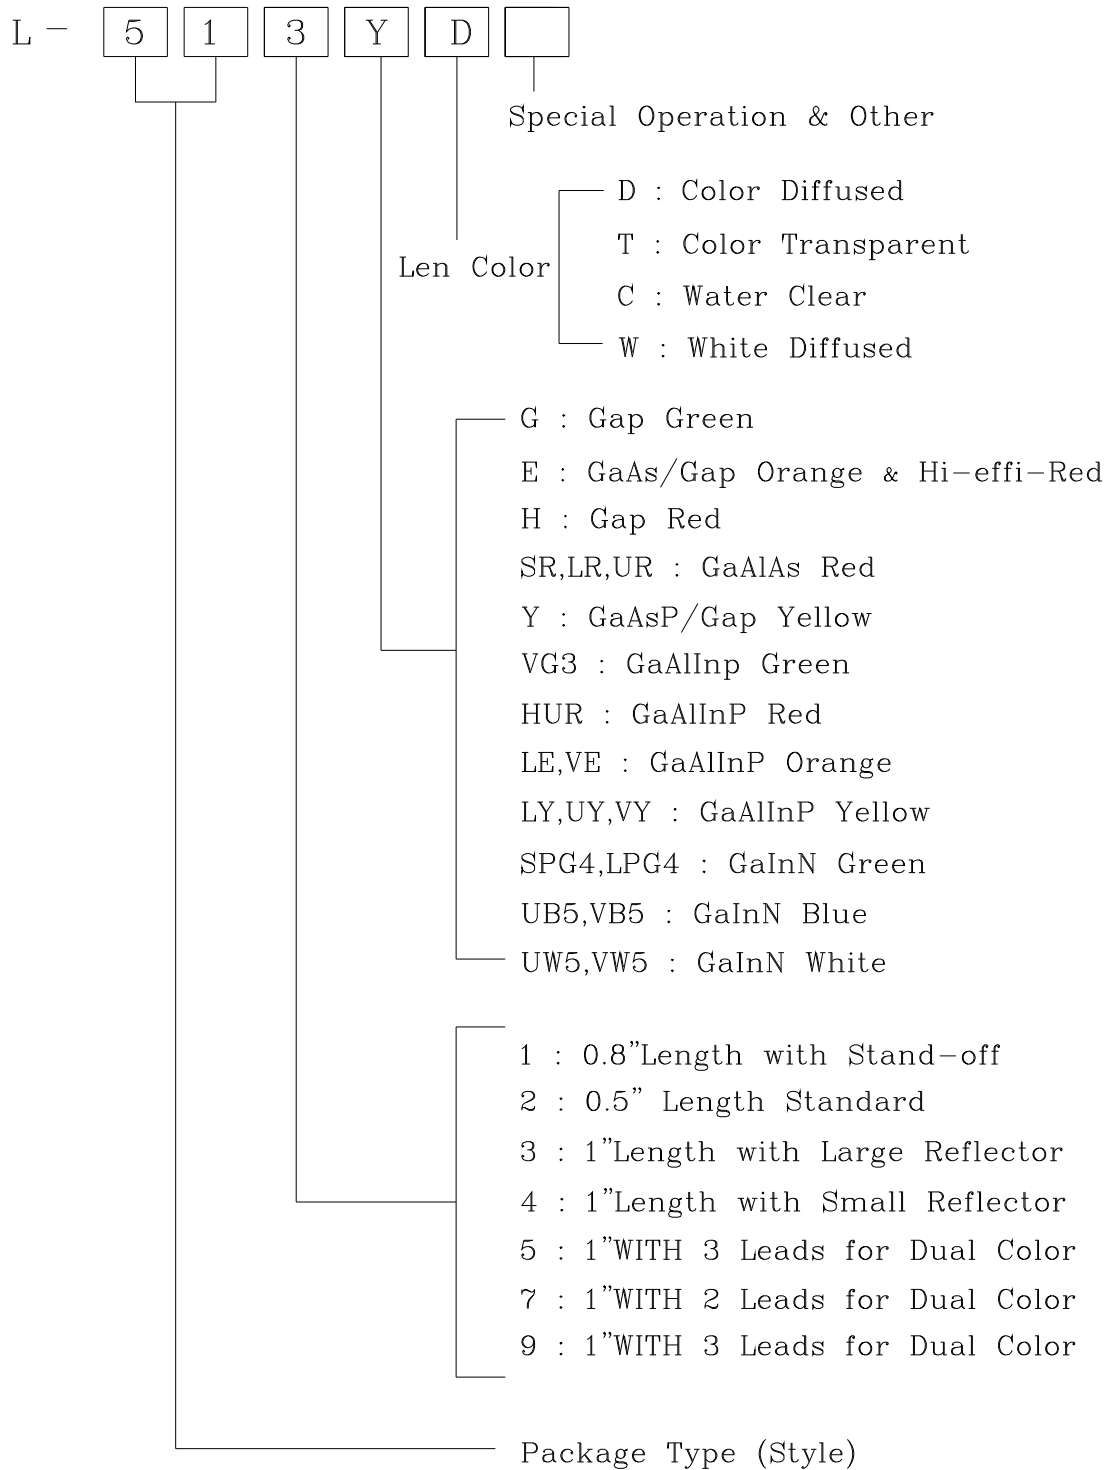 L- 5 1 3 Y D
Special Operation & Other
D : Color Diffused
T : Color Transparent
Len Color
C : Water Clear
W : White Diffused
G : Gap Green
E : GaAs/Gap Orange & Hi-effi-Red
H : Gap Red
SR,LR,UR : GaAlAs Red
Y : GaAsP/Gap Yellow
VG3 : GaAlInp Green
HUR : GaAlInP Red
LE,VE : GaAlInP Orange
LY,UY,VY : GaAlInP Yellow
SPG4,LPG4 : GaInN Green
UB5,VB5 : GaInN Blue
UW5,VW5 : GaInN White
1 : 0.8"Length with Stand-off
2 : 0.5" Length Standard
3 : 1"Length with Large Reflector
4 : 1"Length with Small Reflector
5 : 1"WITH 3 Leads for Dual Color
7 : 1"WITH 2 Leads for Dual Color
9 : 1"WITH 3 Leads for Dual Color
Package Type (Style)